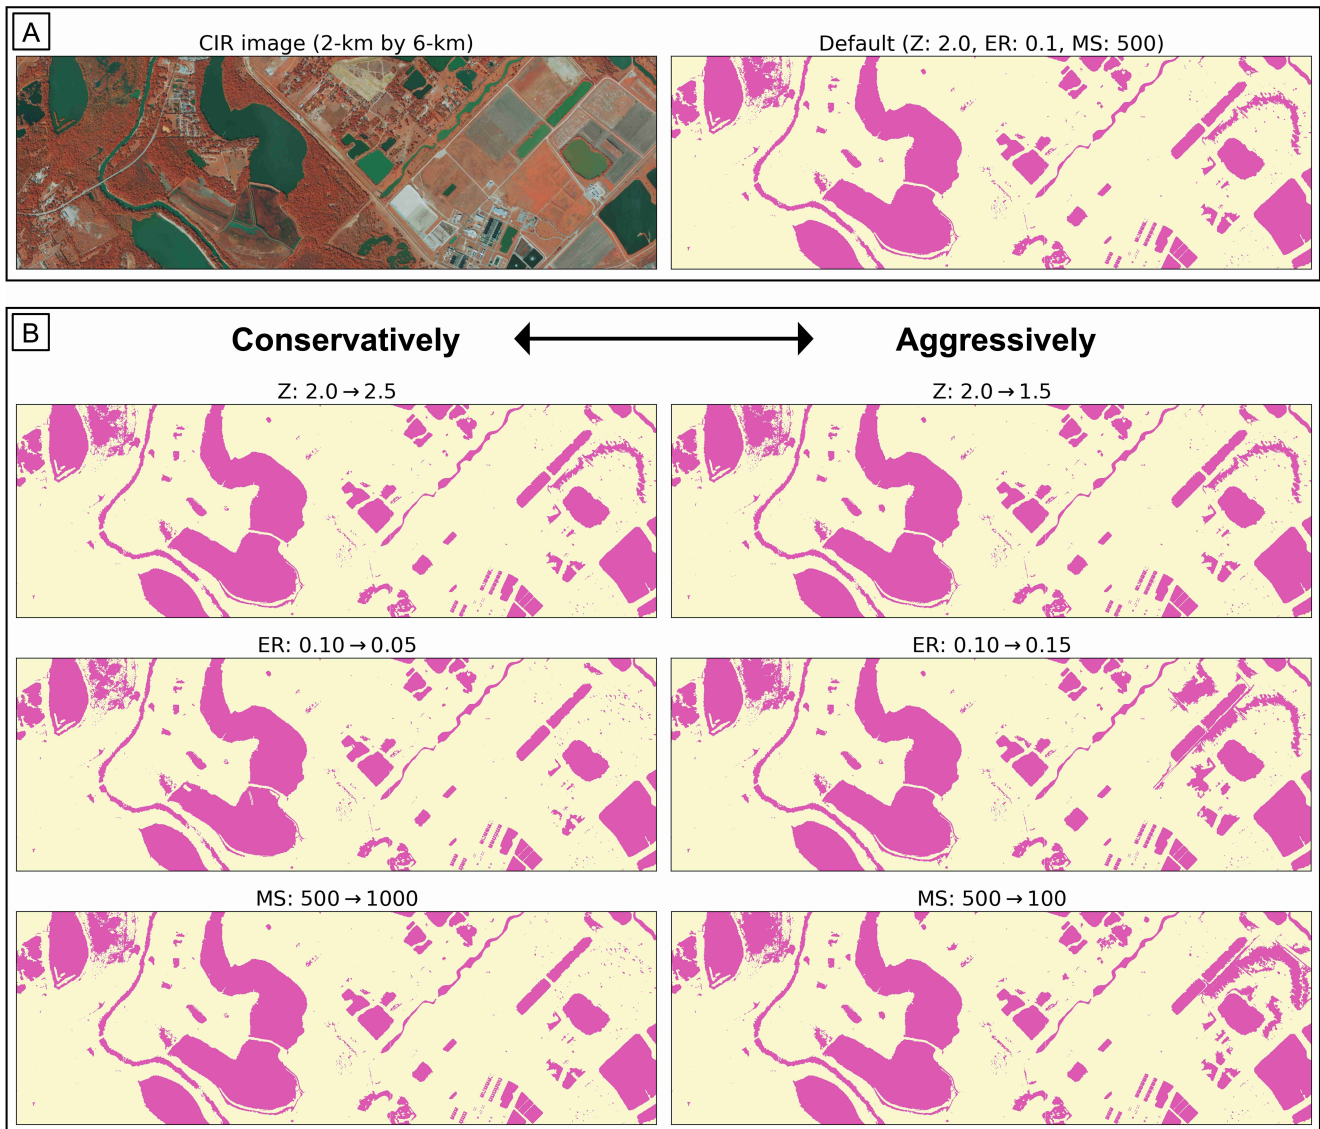 A
CIR image (2-km by 6-km)
Default (Z: 2.0, ER: 0.1, MS: 500)
B
Conservatively
Aggressively
Z: 2.0→2.5
Z: 2.0→1.5
ER: 0.10→0.05
ER: 0.10→0.15
MS: 500→1000
MS: 500→100